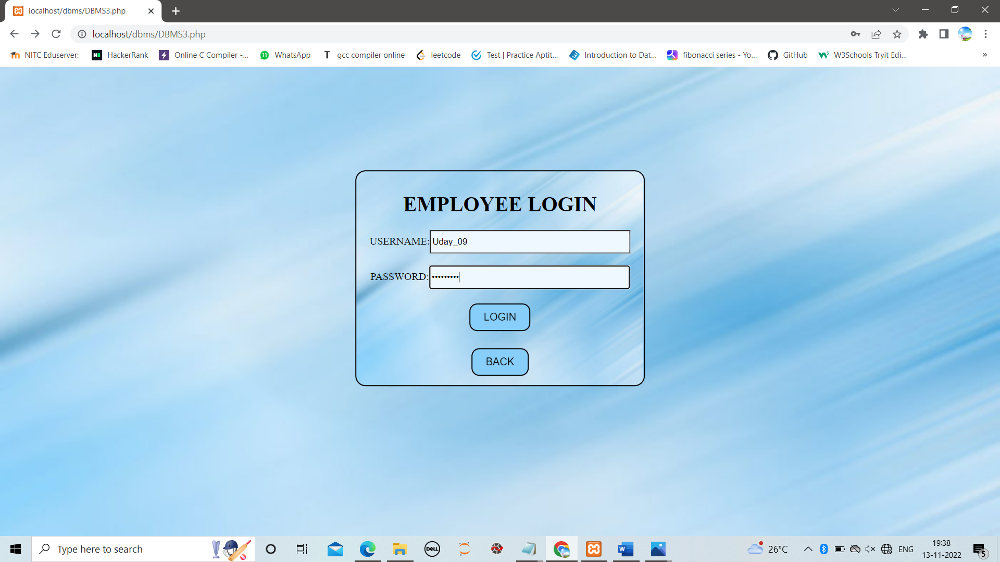 localhost/dbms/DBMS3.php
localhost/dbms/DBMS3.php
NITC Eduserver: HackerRank Online C Compiler -... 11 WhatsApp T gcc compiler online leetcode Test | Practice Aptit... Introduction to Dat... fibonacci series - Yo... GitHub W3Schools Tryit Edi... »
EMPLOYEE LOGIN
USERNAME: Uday_09
PASSWORD: •••••••••
LOGIN
BACK
Type here to search DELL W 26°C ENG 19:38
13-11-2022 5